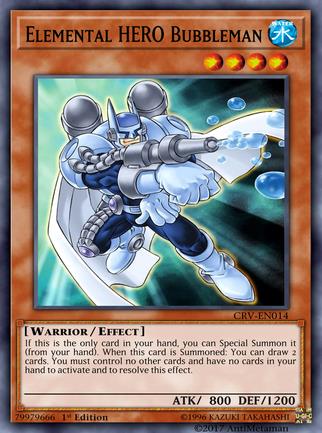 Elemental HERO Bubbleman
WATER
水
CRV-EN014
[ Warrior / Effect ]
If this is the only card in your hand, you can Special Summon it
(from your hand). When this card is Summoned: You can draw 2
cards. You must control no other cards and have no cards in your
hand to activate and to resolve this effect.
ATK/ 800 DEF/1200
79979666 1st Edition ©1996 KAZUKI TAKAHASHI
©2017 AntiMetaman